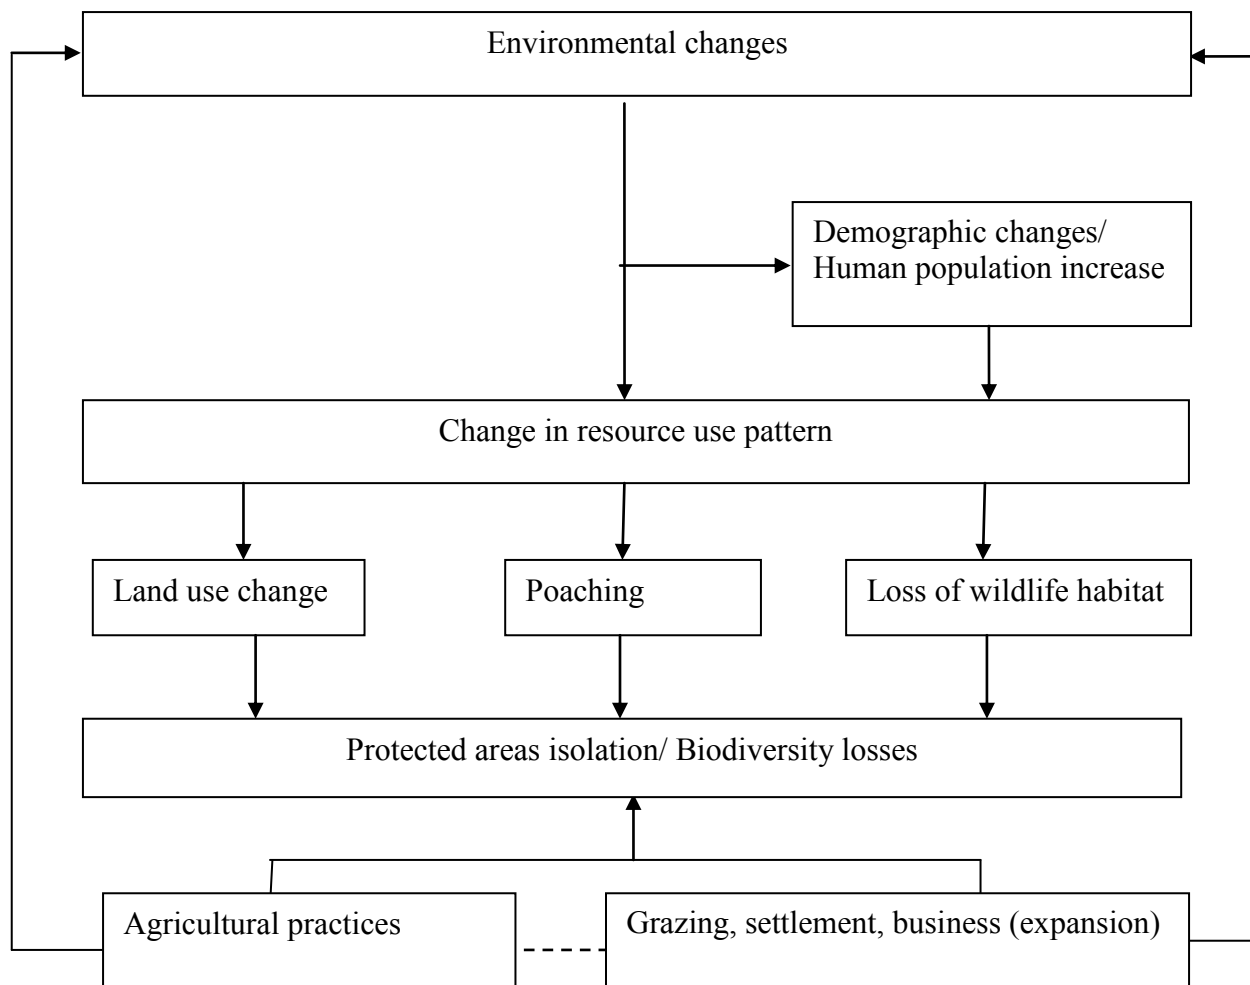 Environmental changes
Demographic changes/
Human population increase
Change in resource use pattern
Land use change
Poaching
Loss of wildlife habitat
Protected areas isolation/ Biodiversity losses
Agricultural practices
Grazing, settlement, business (expansion)